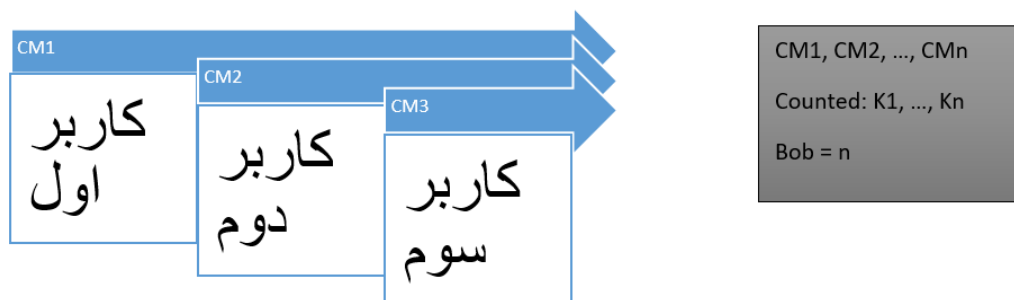 CM1
کاربر
اول
CM2
کاربر
دوم
CM3
کاربر
سوم
CM1, CM2, ..., CMn
Counted: K1, ..., Kn
Bob = n